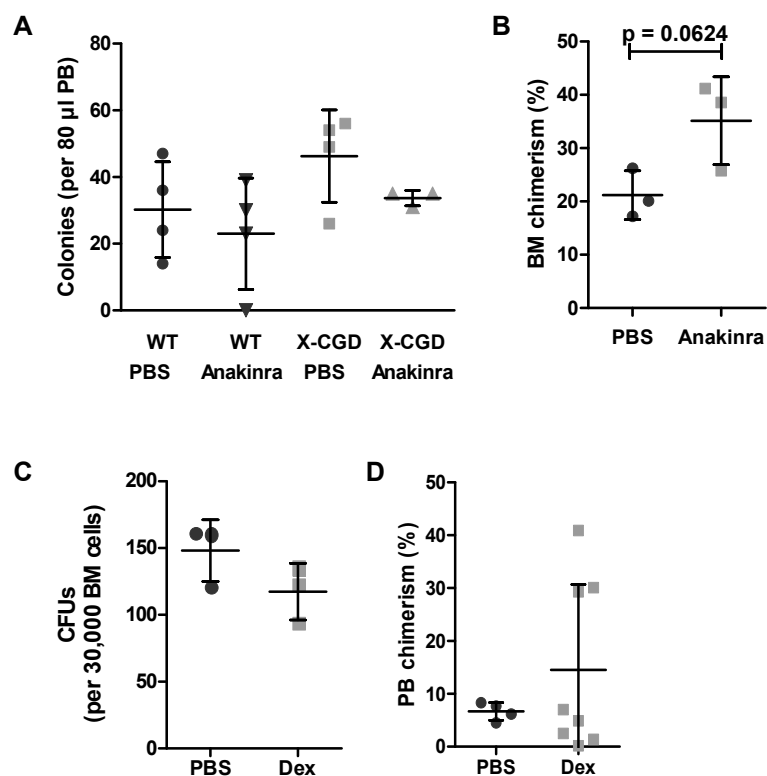 A
Colonies (per 80 µl PB)
80
60
40
20
0
WT WT X-CGD X-CGD
PBS Anakinra PBS Anakinra
B
p = 0.0624
BM chimerism (%)
50
40
30
20
10
0
PBS Anakinra
C
CFUs
(per 30,000 BM cells)
200
150
100
50
0
PBS Dex
D
PB chimerism (%)
50
40
30
20
10
0
PBS Dex